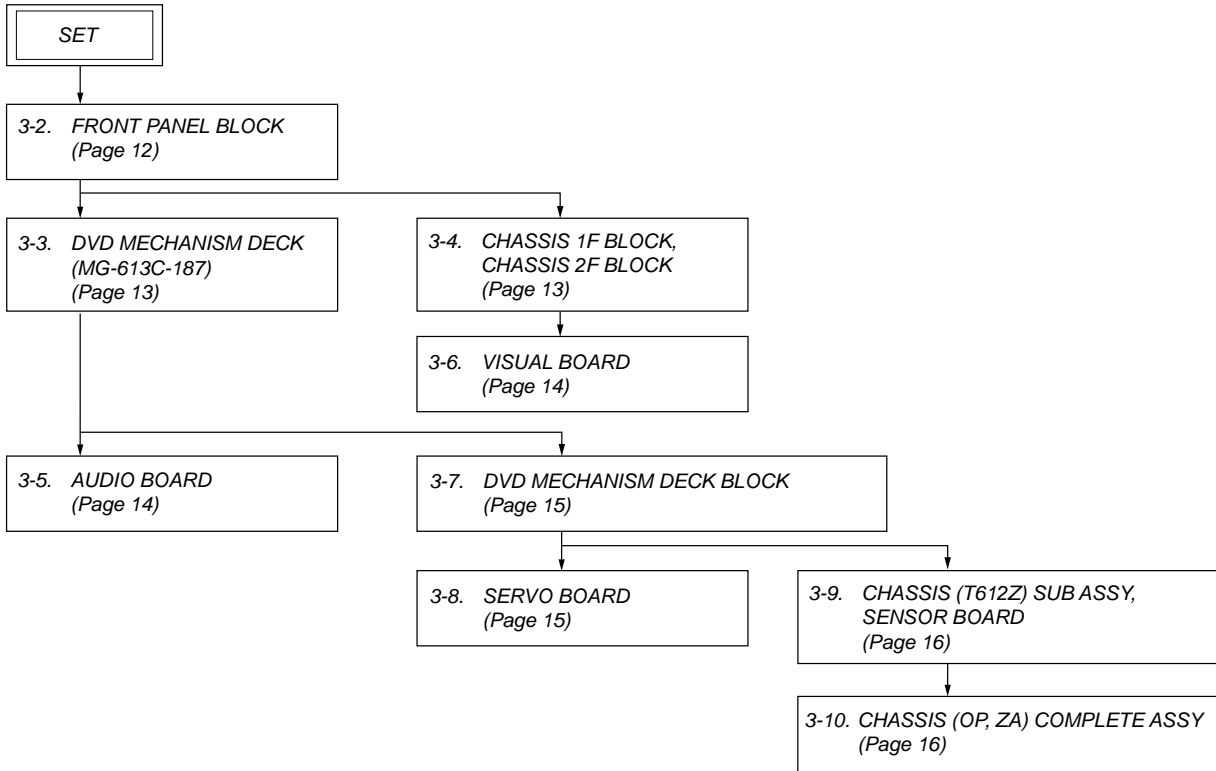 SET
3-2. FRONT PANEL BLOCK
(Page 12)
3-3. DVD MECHANISM DECK
(MG-613C-187)
(Page 13)
3-4. CHASSIS 1F BLOCK,
CHASSIS 2F BLOCK
(Page 13)
3-6. VISUAL BOARD
(Page 14)
3-5. AUDIO BOARD
(Page 14)
3-7. DVD MECHANISM DECK BLOCK
(Page 15)
3-8. SERVO BOARD
(Page 15)
3-9. CHASSIS (T612Z) SUB ASSY,
SENSOR BOARD
(Page 16)
3-10. CHASSIS (OP, ZA) COMPLETE ASSY
(Page 16)